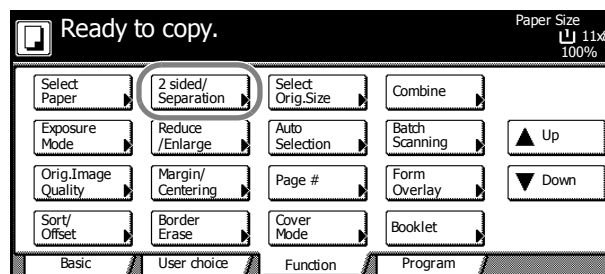 Ready to copy.
Paper Size
11x8
100%
Select
Paper
2 sided/
Separation
Select
Orig.Size
Combine
Exposure
Mode
Reduce
/Enlarge
Auto
Selection
Batch
Scanning
Up
Orig.Image
Quality
Margin/
Centering
Page #
Form
Overlay
Down
Sort/
Offset
Border
Erase
Cover
Mode
Booklet
Basic
User choice
Function
Program